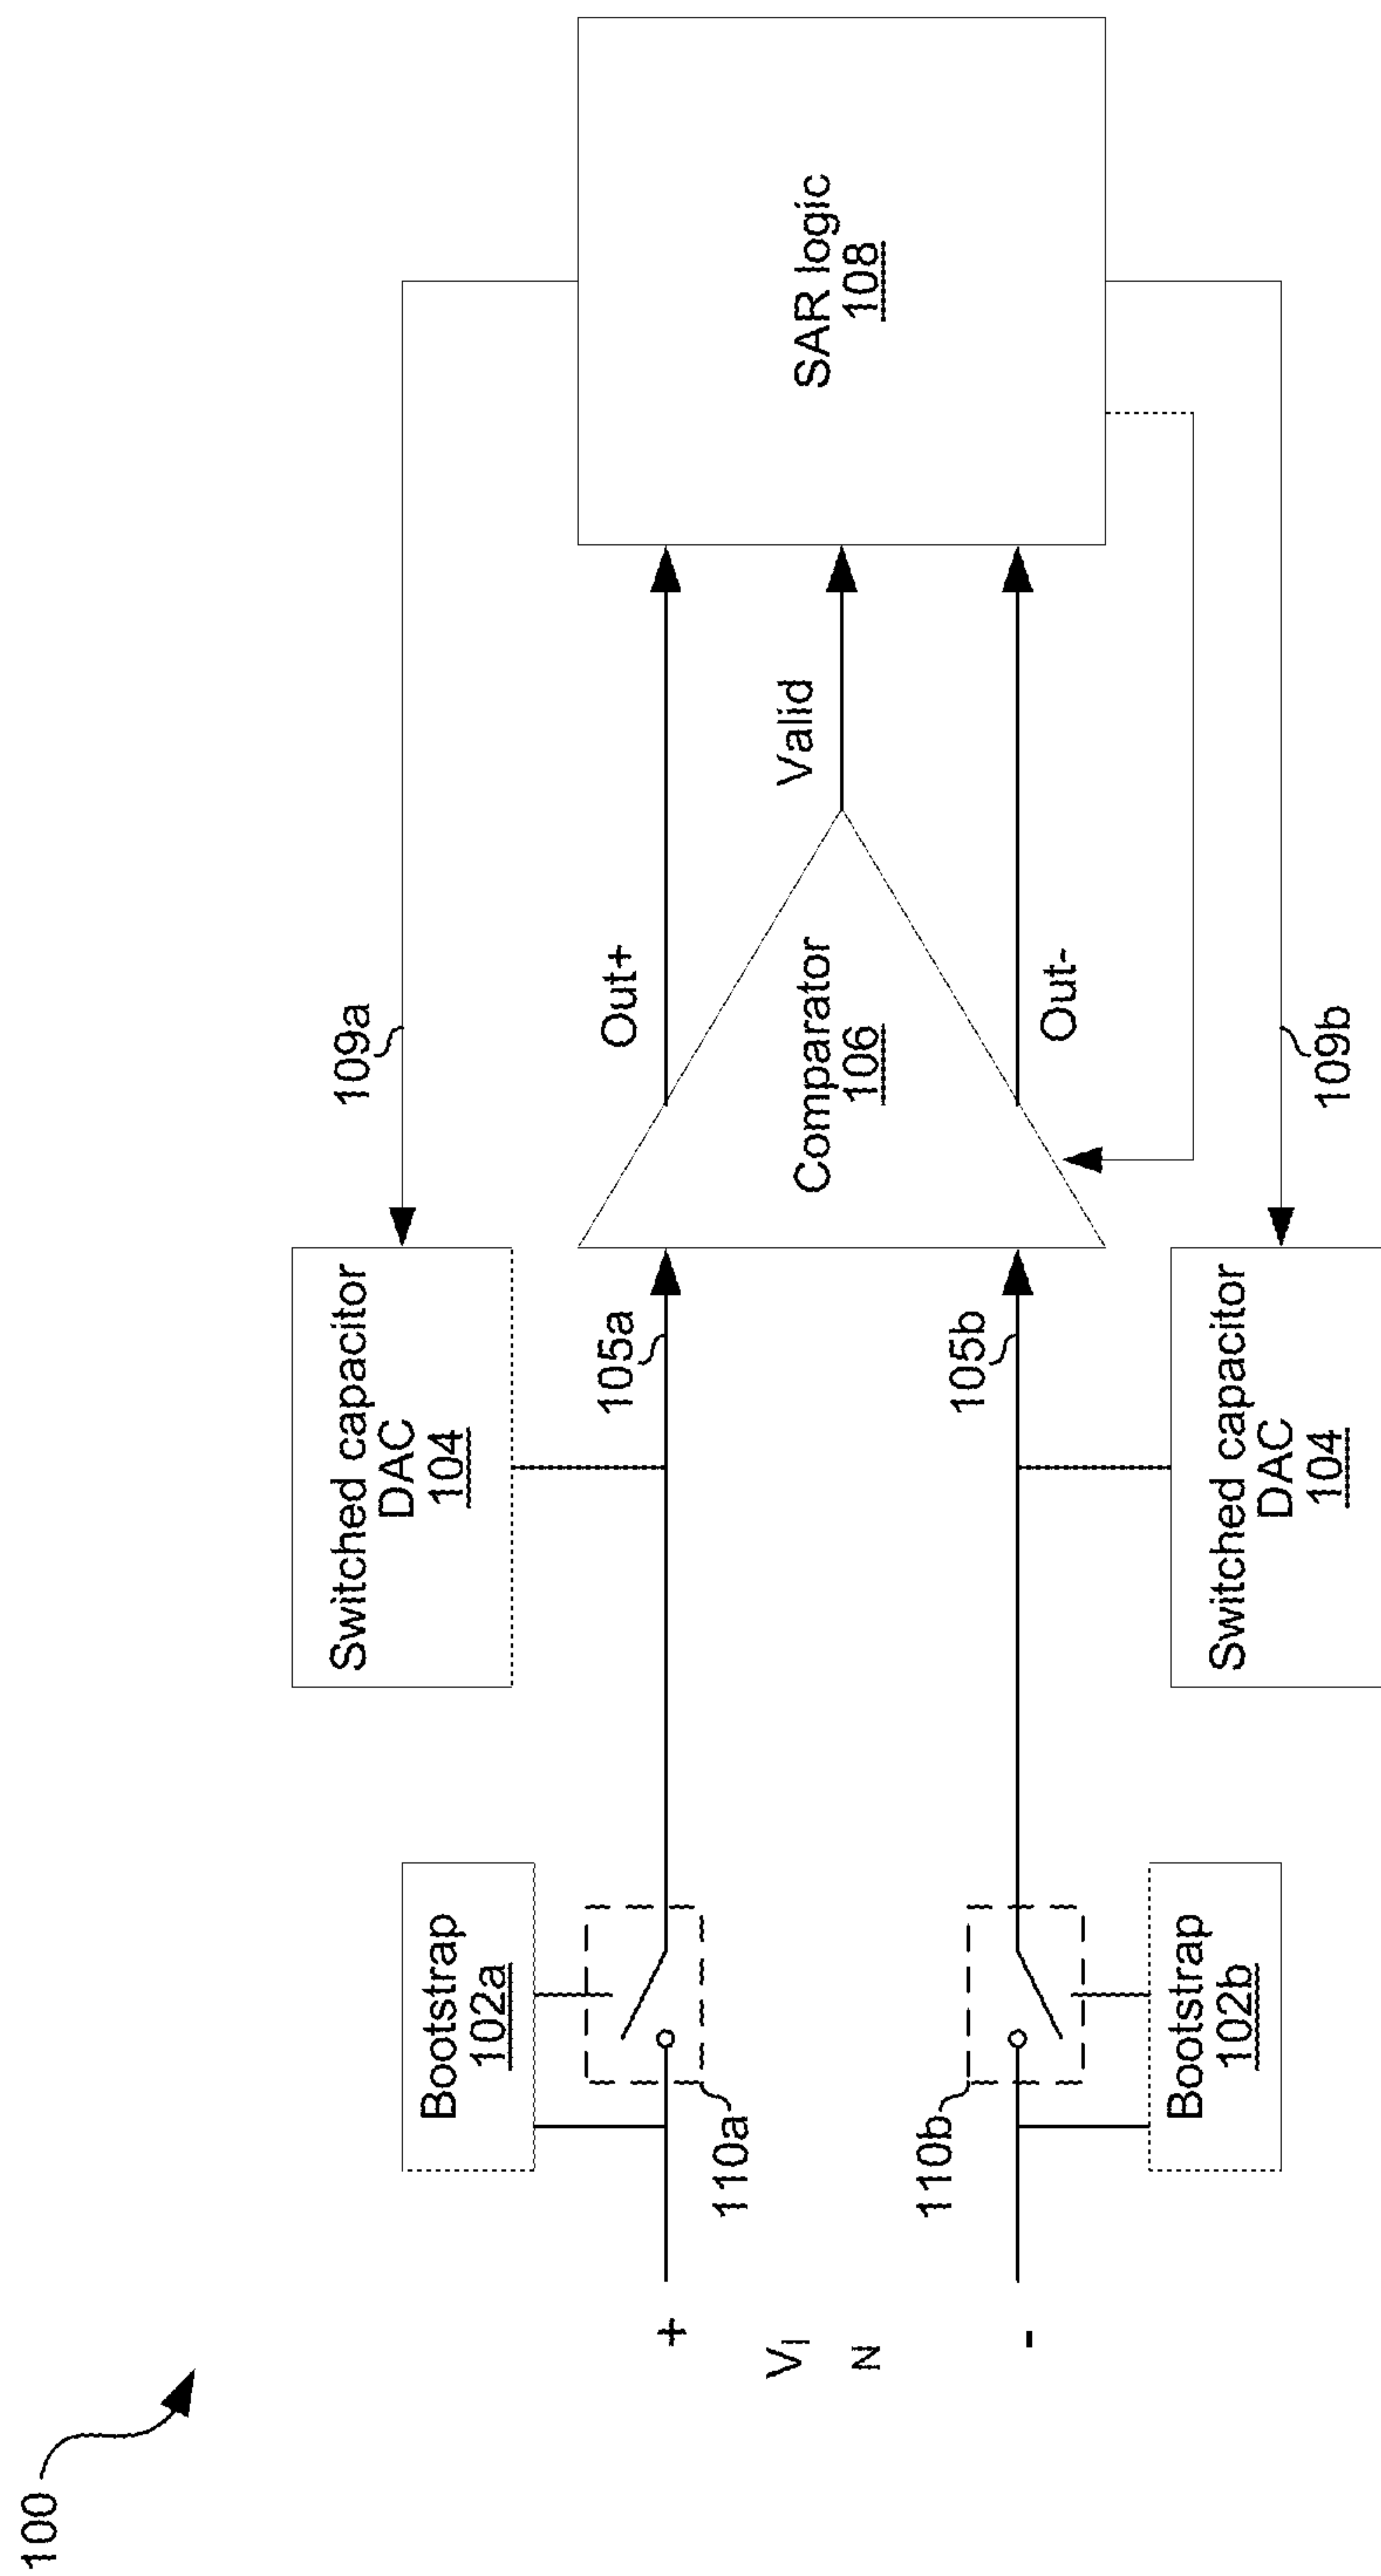 100
Bootstrap
102a
Switched capacitor
DAC
104
109a
110a
105a
Out+
+
V_I
N
-
Comparator
106
Valid
SAR logic
108
110b
105b
Out-
Bootstrap
102b
Switched capacitor
DAC
104
109b